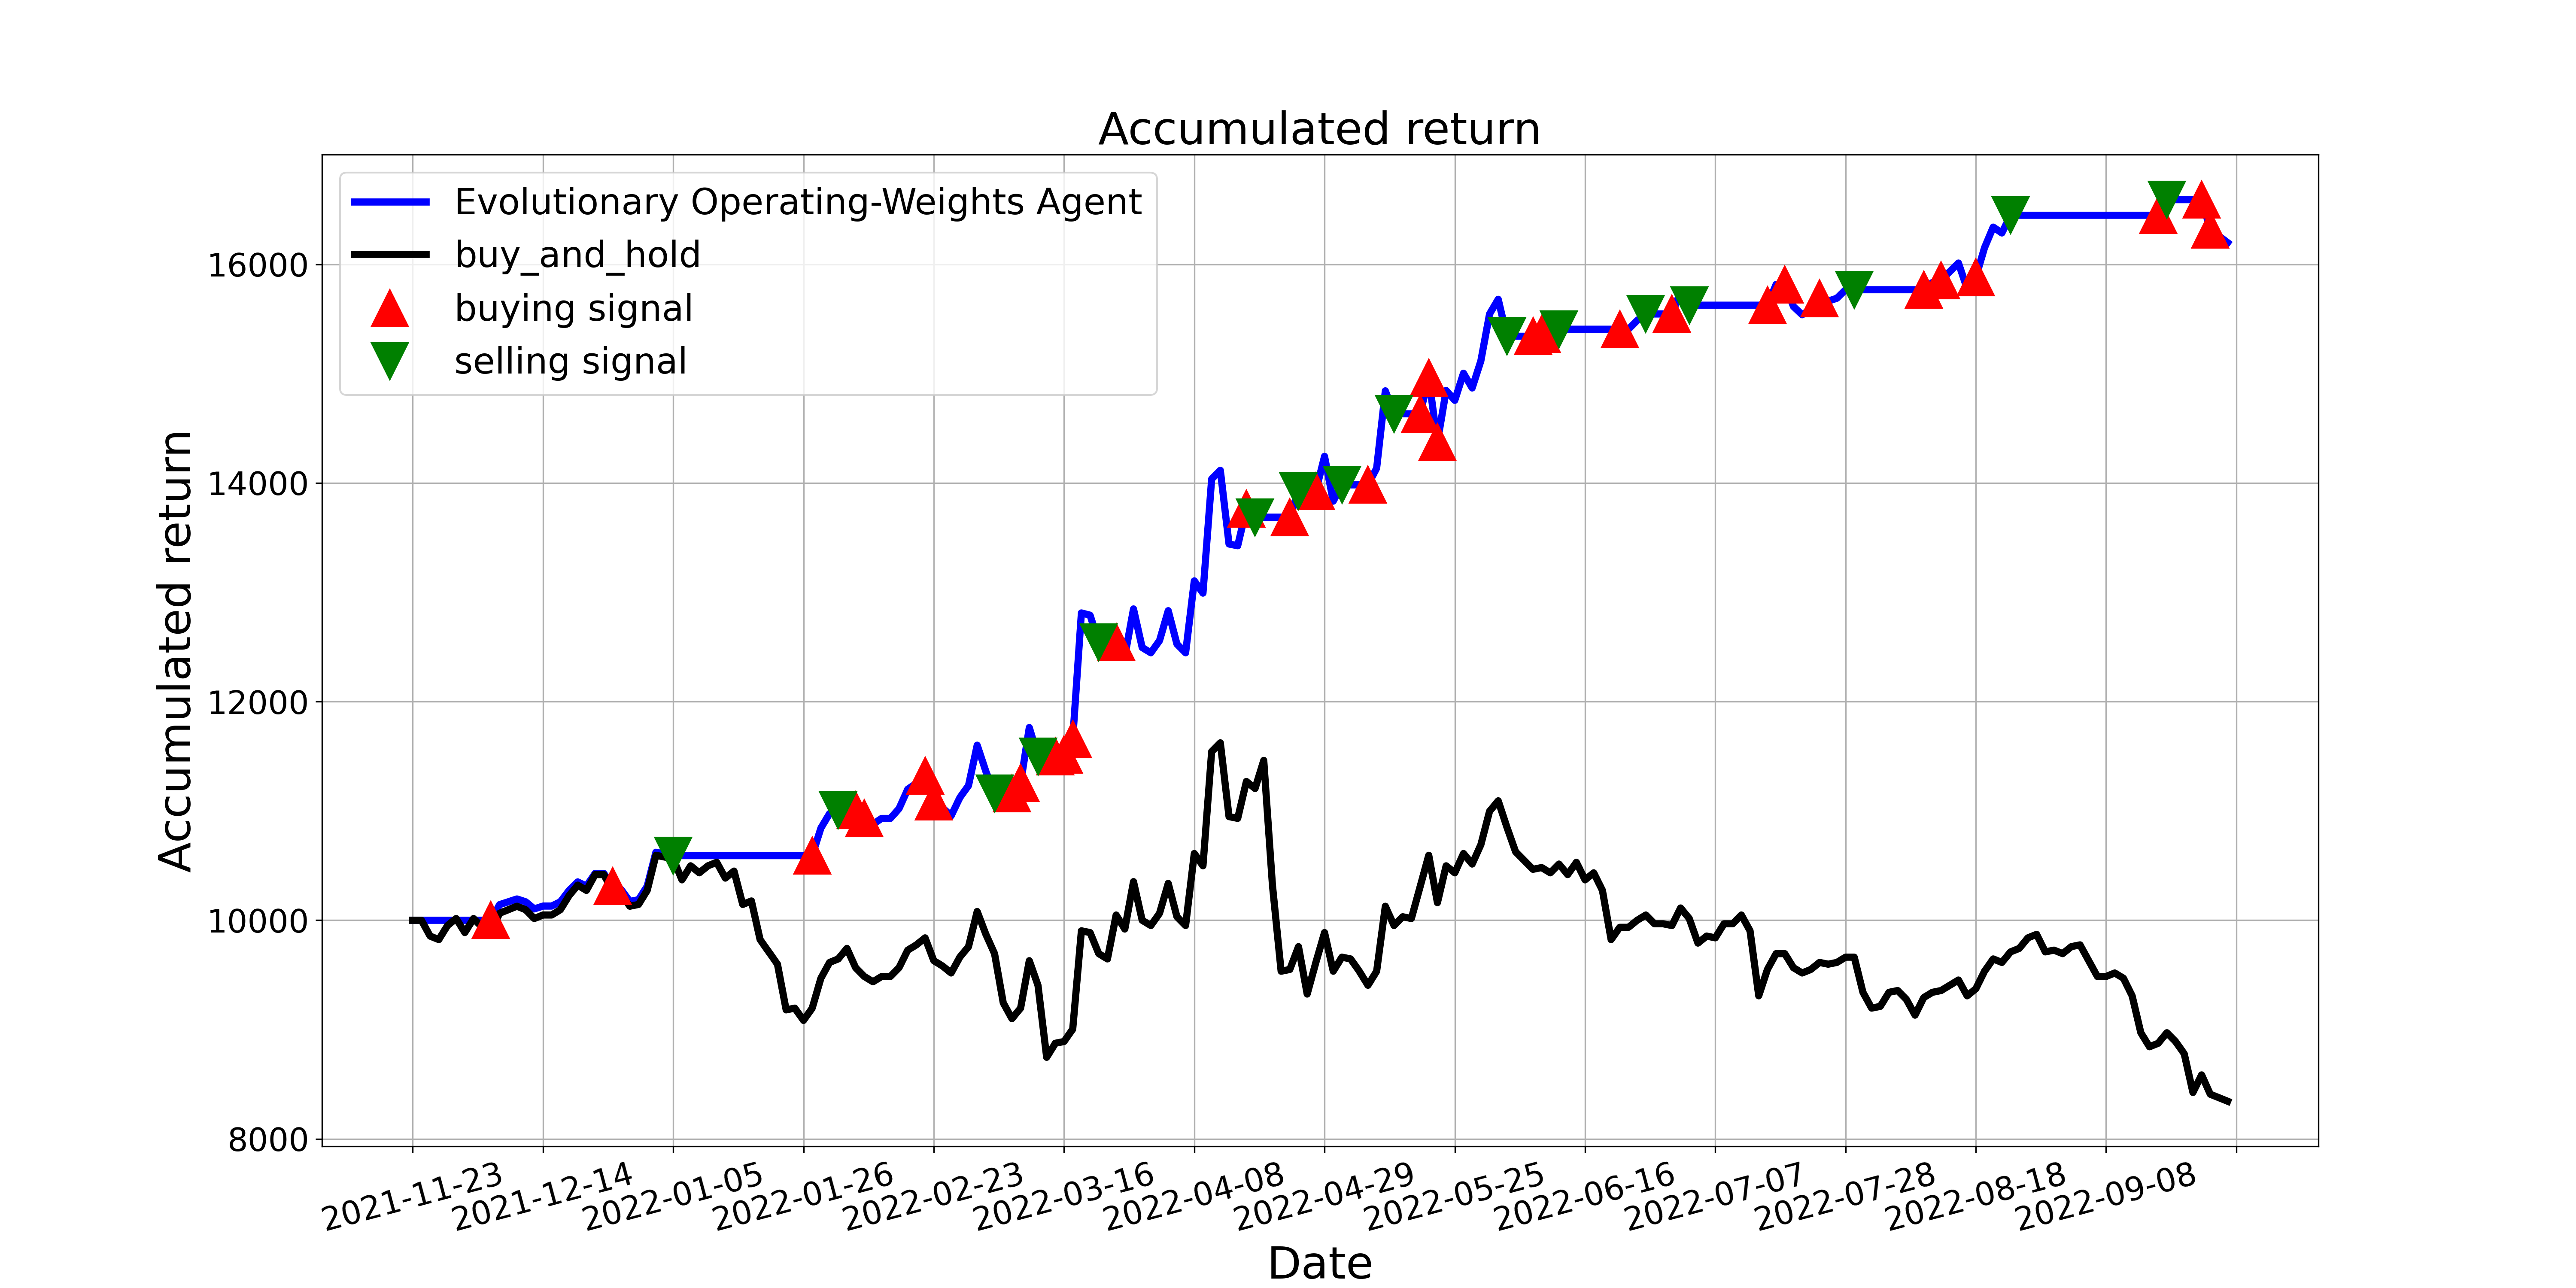 Accumulated return
Evolutionary Operating-Weights Agent
buy_and_hold
buying signal
selling signal
Accumulated return
16000
14000
12000
10000
8000
2021-11-23
2021-12-14
2022-01-05
2022-01-26
2022-02-23
2022-03-16
2022-04-08
2022-04-29
2022-05-25
2022-06-16
2022-07-07
2022-07-28
2022-08-18
2022-09-08
Date